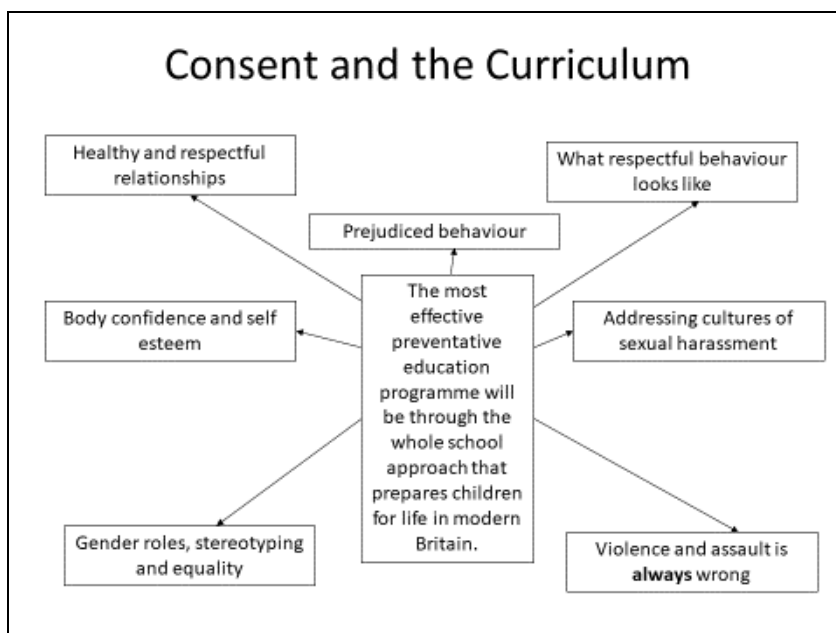 Consent and the Curriculum
Healthy and respectful
relationships
What respectful behaviour
looks like
Prejudiced behaviour
Body confidence and self
esteem
The most
effective
preventative
education
programme will
be through the
whole school
approach that
prepares children
for life in modern
Britain.
Addressing cultures of
sexual harassment
Gender roles, stereotyping
and equality
Violence and assault is
always wrong